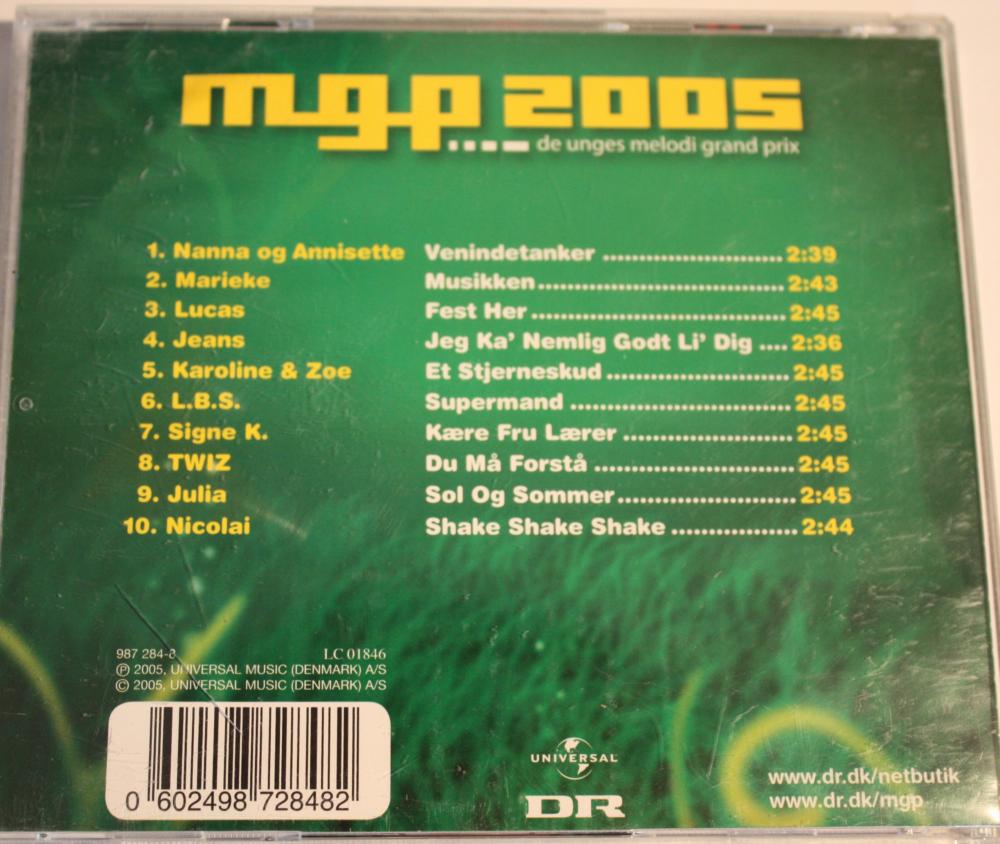 mgp 2005
de unges melodi grand prix
1. Nanna og Annisette Venindetanker ........................ 2:39
2. Marieke Musikken ................................. 2:43
3. Lucas Fest Her ................................. 2:45
4. Jeans Jeg Ka' Nemlig Godt Li' Dig .... 2:36
5. Karoline & Zoe Et Stjerneskud ........................ 2:45
6. L.B.S. Supermand ............................. 2:45
7. Signe K. Kære Fru Lærer ...................... 2:45
8. TWIZ Du Må Forstå .......................... 2:45
9. Julia Sol Og Sommer ........................ 2:45
10. Nicolai Shake Shake Shake ................. 2:44
987 284-8 LC 01846
℗ 2005, UNIVERSAL MUSIC (DENMARK) A/S
© 2005, UNIVERSAL MUSIC (DENMARK) A/S
0 602498 728482
UNIVERSAL
DR
www.dr.dk/netbutik
www.dr.dk/mgp